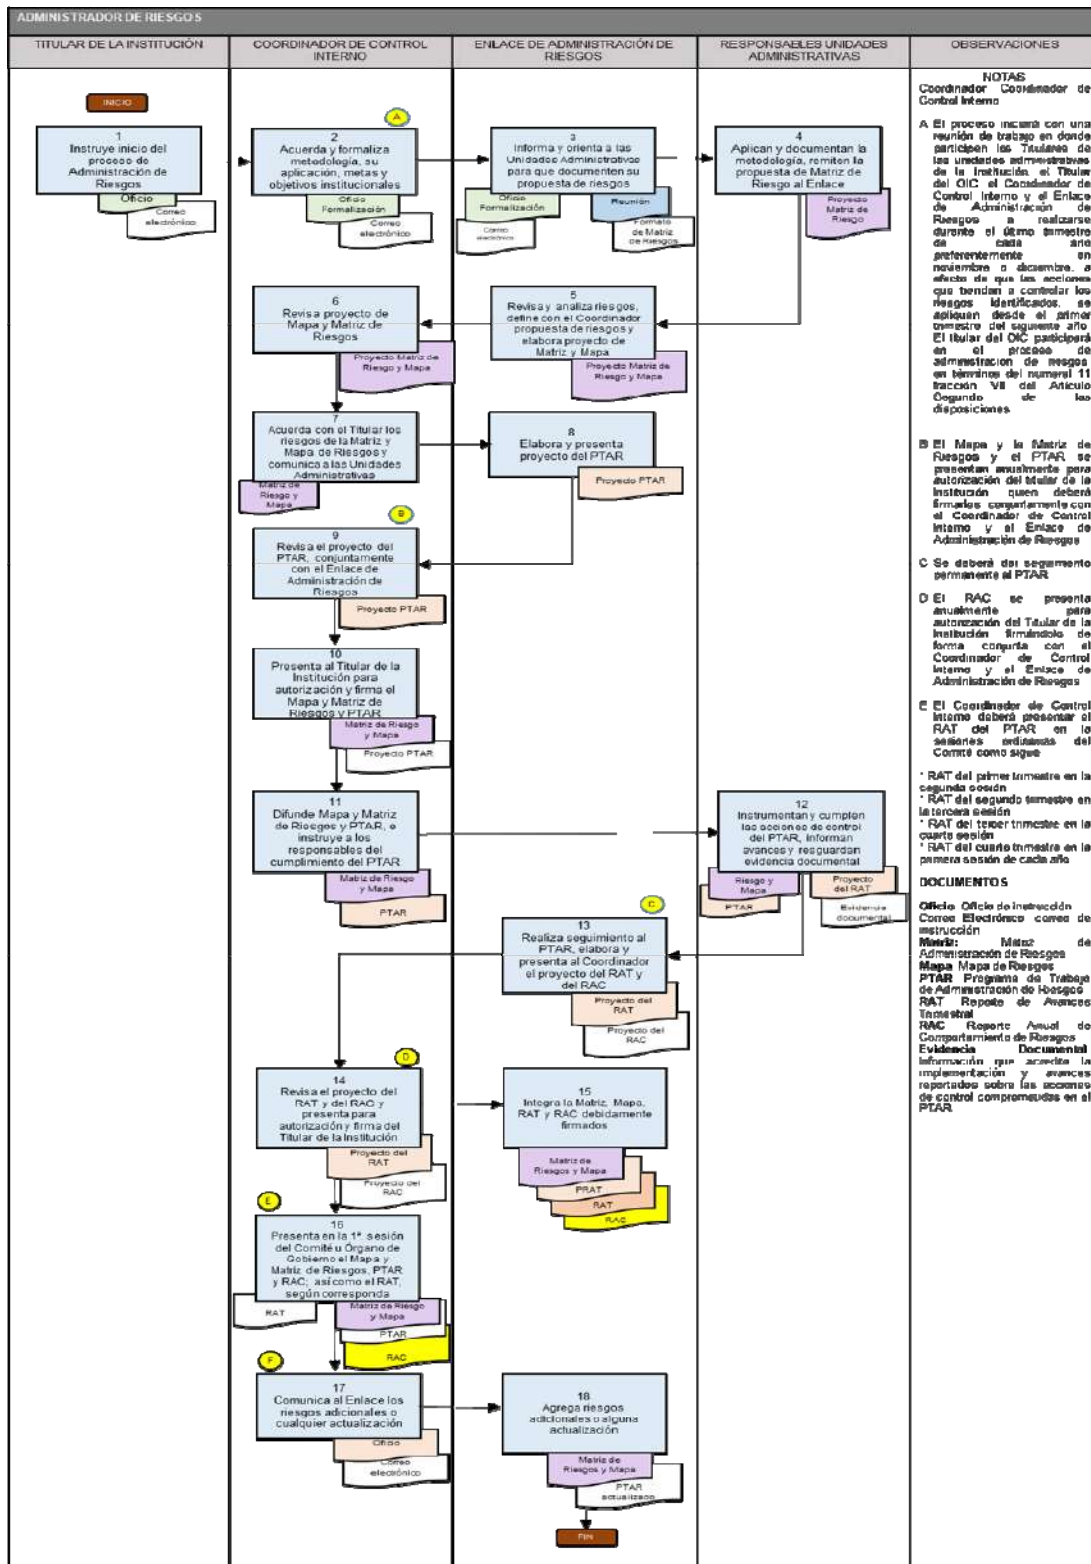 ADMINISTRADOR DE RIESGOS
TITULAR DE LA INSTITUCIÓN
COORDINADOR DE CONTROL
INTERNO
ENLACE DE ADMINISTRACIÓN DE
RIESGOS
RESPONSABLES UNIDADES
ADMINISTRATIVAS
OBSERVACIONES
INICIO
1
Instruye inicio del
proceso de
Administración de
Riesgos
Oficio
Correo
electrónico
A
2
Acuerda y formaliza
metodología, su
aplicación, metas y
objetivos institucionales
Oficio
Formalización
Correo
electrónico
3
Informa y orienta a las
Unidades Administrativas
para que documenten su
propuesta de riesgos
Oficio
Formalización
Correo
electrónico
Reunión
Formato
de Matriz
de Riesgos
4
Aplican y documentan la
metodología, remiten la
propuesta de Matriz de
Riesgo al Enlace
Proyecto
Matriz de
Riesgo
6
Revisa proyecto de
Mapa y Matriz de
Riesgos
Proyecto Matriz de
Riesgo y Mapa
5
Revisa y analiza riesgos,
define con el Coordinador
propuesta de riesgos y
elabora proyecto de
Matriz y Mapa
Proyecto Matriz de
Riesgo y Mapa
7
Acuerda con el Titular los
riesgos de la Matriz y
Mapa de Riesgos y
comunica a las Unidades
Administrativas
Matriz de
Riesgo y
Mapa
8
Elabora y presenta
proyecto del PTAR
Proyecto PTAR
B
9
Revisa el proyecto del
PTAR, conjuntamente
con el Enlace de
Administración de
Riesgos
Proyecto PTAR
10
Presenta al Titular de la
Institución para
autorización y firma el
Mapa y Matriz de
Riesgos y PTAR
Matriz de Riesgo
y Mapa
Proyecto PTAR
11
Difunde Mapa y Matriz
de Riesgos y PTAR, e
instruye a los
responsables del
cumplimiento del PTAR
Matriz de Riesgo
y Mapa
PTAR
12
Instrumentan y cumplen
las acciones de control
del PTAR, informan
avances y resguardan
evidencia documental
Riesgo y
Mapa
PTAR
Proyecto
del RAT
Evidencia
documental
C
13
Realiza seguimiento al
PTAR, elabora y
presenta al Coordinador
el proyecto del RAT y
del RAC
Proyecto del
RAT
Proyecto del
RAC
D
14
Revisa el proyecto del
RAT y del RAC y
presenta para
autorización y firma del
Titular de la Institución
Proyecto del
RAT
Proyecto del
RAC
15
Integra la Matriz, Mapa,
RAT y RAC debidamente
firmados
Matriz de
Riesgos y Mapa
PRAT
RAT
RAC
E
16
Presenta en la 1ª. sesión
del Comité u Órgano de
Gobierno el Mapa y
Matriz de Riesgos, PTAR
y RAC; así como el RAT,
según corresponda
RAT
Matriz de Riesgo
y Mapa
PTAR
RAC
F
17
Comunica al Enlace los
riesgos adicionales o
cualquier actualización
Oficio
Correo
electrónico
18
Agrega riesgos
adicionales o alguna
actualización
Matriz de
Riesgos y Mapa
PTAR
actualizado
FIN
NOTAS
Coordinador Coordinador de
Control Interno
A El proceso iniciará con una
reunión de trabajo en donde
participen los Titulares de
las unidades administrativas
de la Institución, el Titular
del OIC, el Coordinador de
Control Interno y el Enlace
de Administración de
Riesgos a realizarse
durante el último trimestre
de cada año
preferentemente en
noviembre o diciembre, a
efecto de que las acciones
que tiendan a controlar los
riesgos identificados, se
apliquen desde el primer
trimestre del siguiente año
El titular del OIC participará
en el proceso de
administración de riesgos
en términos del numeral 11
fracción VII del Artículo
Segundo de las
disposiciones
B El Mapa y la Matriz de
Riesgos y el PTAR se
presentan anualmente para
autorización del titular de la
Institución quien deberá
firmarlos conjuntamente con
el Coordinador de Control
Interno y el Enlace de
Administración de Riesgos
C Se deberá dar seguimiento
permanente al PTAR
D El RAC se presenta
anualmente para
autorización del Titular de la
Institución firmándolo de
forma conjunta con el
Coordinador de Control
Interno y el Enlace de
Administración de Riesgos
E El Coordinador de Control
Interno deberá presentar el
RAT del PTAR en la
sesiones ordinarias del
Comité como sigue
* RAT del primer trimestre en la
segunda sesión
* RAT del segundo trimestre en
la tercera sesión
* RAT del tercer trimestre en la
cuarta sesión
* RAT del cuarto trimestre en la
primera sesión de cada año
DOCUMENTOS
Oficio Oficio de instrucción
Correo Electrónico correo de
instrucción
Matriz: Matriz de
Administración de Riesgos
Mapa Mapa de Riesgos
PTAR Programa de Trabajo
de Administración de Riesgos
RAT Reporte de Avances
Trimestral
RAC Reporte Anual de
Comportamiento de Riesgos
Evidencia Documental
Información que acredite la
implementación y avances
reportados sobre las acciones
de control comprometidas en el
PTAR